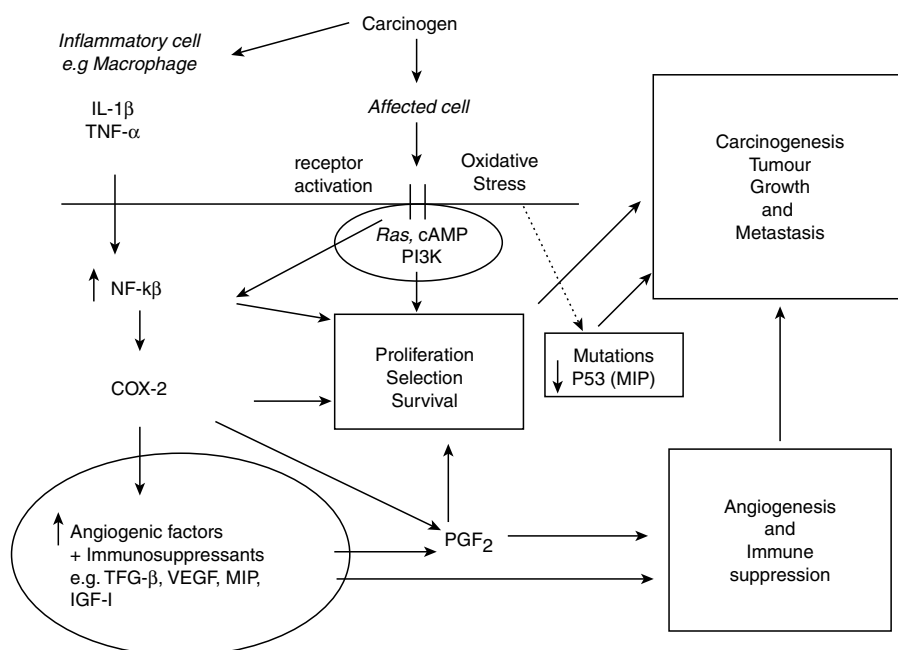 Carcinogen
Inflammatory cell
e.g Macrophage
IL-1β
TNF-α
Affected cell
receptor
activation
Oxidative
Stress
Ras, cAMP
PI3K
NF-kβ
COX-2
Proliferation
Selection
Survival
Mutations
P53 (MIP)
Carcinogenesis
Tumour
Growth
and
Metastasis
Angiogenic factors
+ Immunosuppressants
e.g. TFG-β, VEGF, MIP,
IGF-I
PGF2
Angiogenesis
and
Immune
suppression